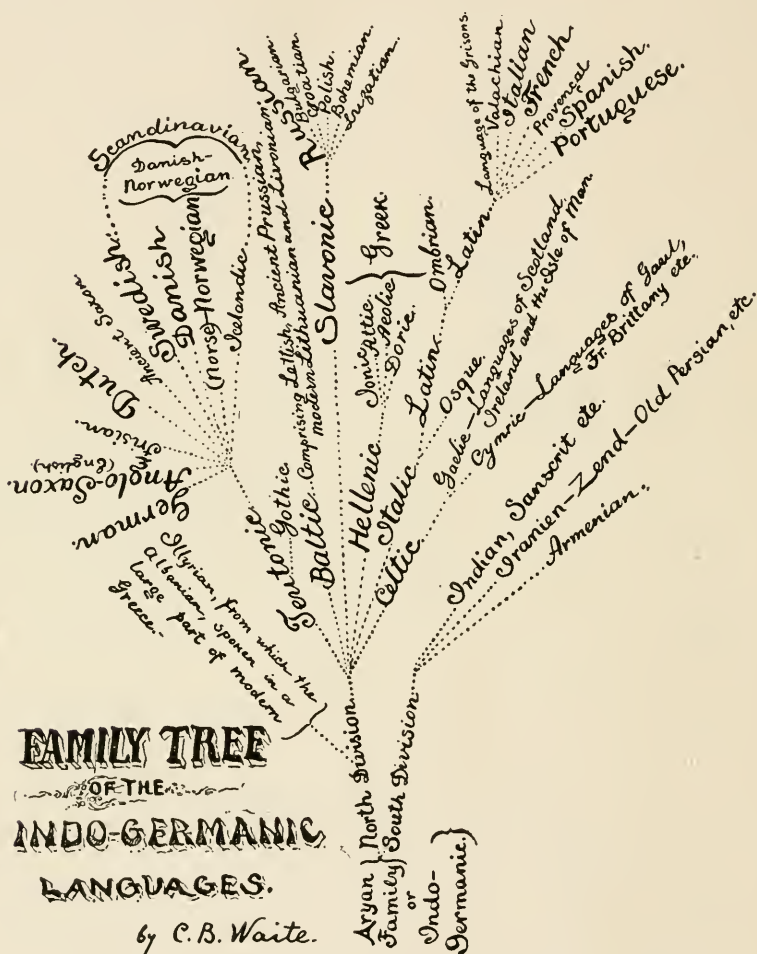 FAMILY TREE
OF THE
INDO-GERMANIC
LANGUAGES.
by C.B. Waite.
Aryan
Family
or
Indo-
Germanic.
North Division
South Division
Illyrian, from which the
Albanian, spoken in a
large part of modern
Greece.
Teutonic
Gothic
German.
Anglo-Saxon.
(English).
Frisian.
Dutch.
Ancient Saxon.
Swedish
Danish
(Norse-Norwegian
Icelandic
Scandinavian
Danish-
Norwegian
Baltic
Comprising Lettish, Ancient Prussian,
modern Lithuanian and Livonian
Slavonic
Russian.
Bulgarian
Croatian.
Polish.
Bohemian.
Luzatian.
Hellenic
Ionic
Attic.
Aeolic
Doric.
Greek
Italic
Latin
Ombrian.
Latin
Osque.
Language of the Grisons.
Valachian
Italian
French.
Provencal
Spanish.
Portuguese.
Celtic
Gaelic-Languages of Scotland,
Ireland and the Isle of Man
Cymric-Languages of Gaul,
Fr. Brittany etc.
Indian, Sanscrit etc.
Iranien-Zend-Old Persian, etc.
Armenian.